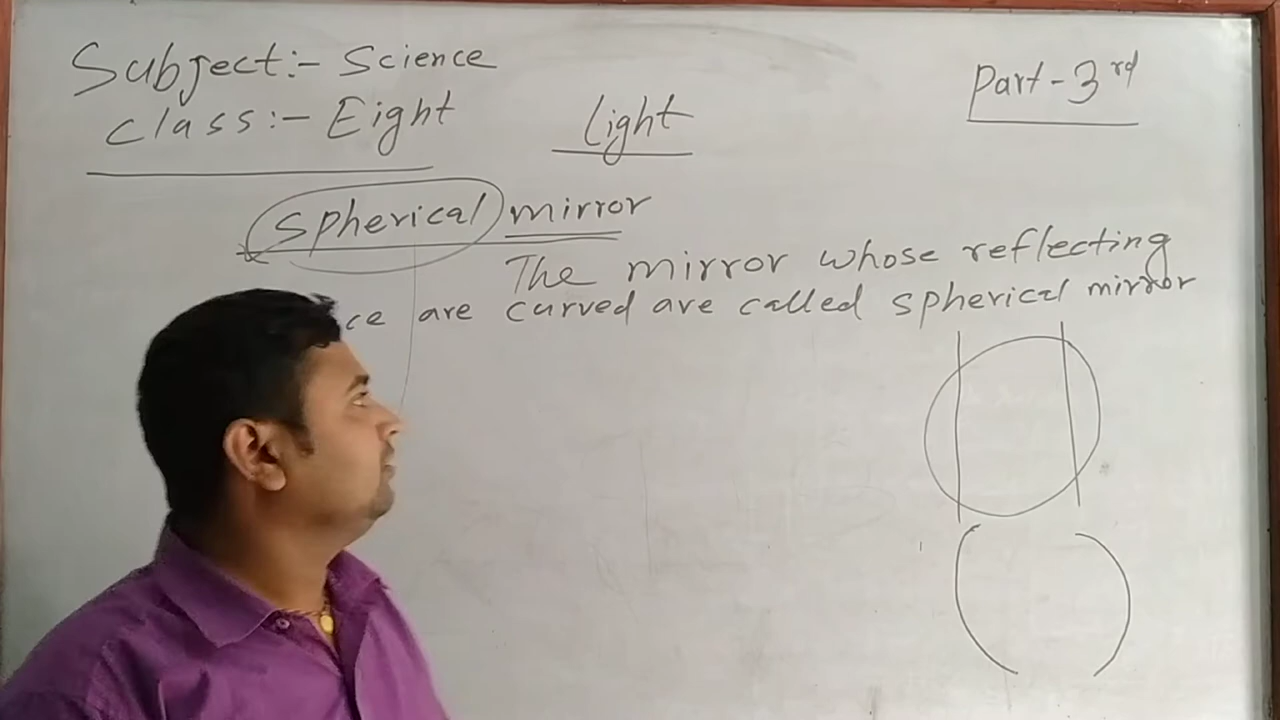 Subject:- Science
Part - 3rd
class:- Eight
Light
spherical mirror
The mirror whose reflecting
ce are curved are called spherical mirror